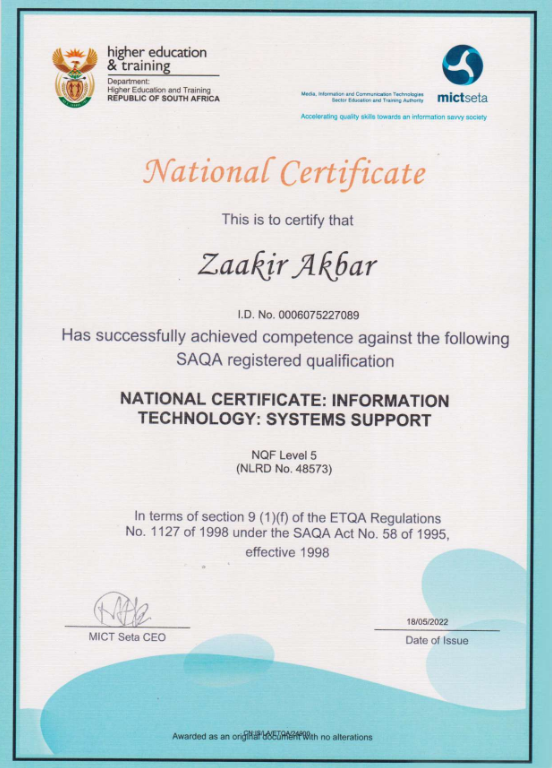 higher education
& training
Department:
Higher Education and Training
REPUBLIC OF SOUTH AFRICA
Media, Information and Communication Technologies
Sector Education and Training Authority
mictseta
Accelerating quality skills towards an information savvy society
National Certificate
This is to certify that
Zaakir Akbar
I.D. No. 0006075227089
Has successfully achieved competence against the following
SAQA registered qualification
NATIONAL CERTIFICATE: INFORMATION
TECHNOLOGY: SYSTEMS SUPPORT
NQF Level 5
(NLRD No. 48573)
In terms of section 9 (1)(f) of the ETQA Regulations
No. 1127 of 1998 under the SAQA Act No. 58 of 1995,
effective 1998
MICT Seta CEO
18/05/2022
Date of Issue
Awarded as an original document with no alterations